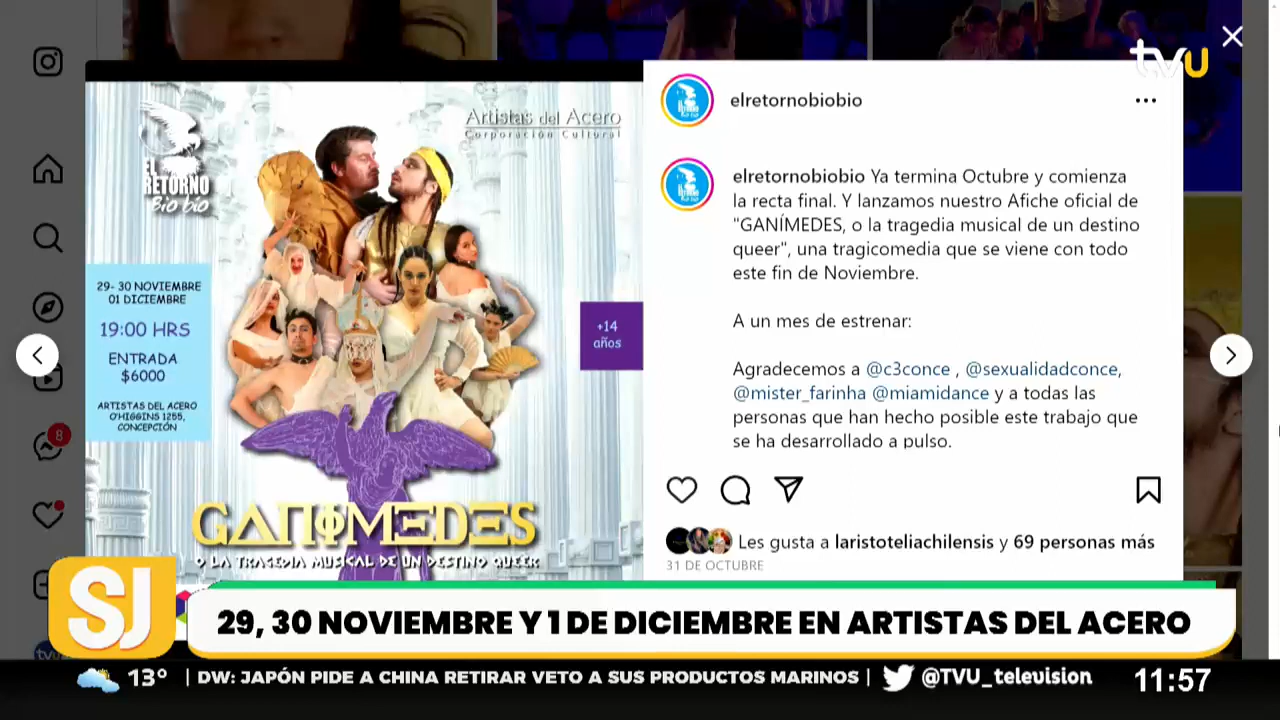 tvU
Artistas del Acero
Corporación Cultural
EL
RETORNO
Bío bío
29- 30 NOVIEMBRE
01 DICIEMBRE
19:00 HRS
ENTRADA
$6000
ARTISTAS DEL ACERO
O'HIGGINS 1255,
CONCEPCIÓN
+14
años
GANIMEDES
O LA TRAGEDIA MUSICAL DE UN DESTINO QUEER
elretornobiobio
elretornobiobio Ya termina Octubre y comienza
la recta final. Y lanzamos nuestro Afiche oficial de
"GANÍMEDES, o la tragedia musical de un destino
queer", una tragicomedia que se viene con todo
este fin de Noviembre.
A un mes de estrenar:
Agradecemos a @c3conce , @sexualidadconce,
@mister_farinha @miamidance y a todas las
personas que han hecho posible este trabajo que
se ha desarrollado a pulso.
Les gusta a laristoteliachilensis y 69 personas más
31 DE OCTUBRE
8
SJ
29, 30 NOVIEMBRE Y 1 DE DICIEMBRE EN ARTISTAS DEL ACERO
tvu
13° | DW: JAPÓN PIDE A CHINA RETIRAR VETO A SUS PRODUCTOS MARINOS | @TVU_television 11:57